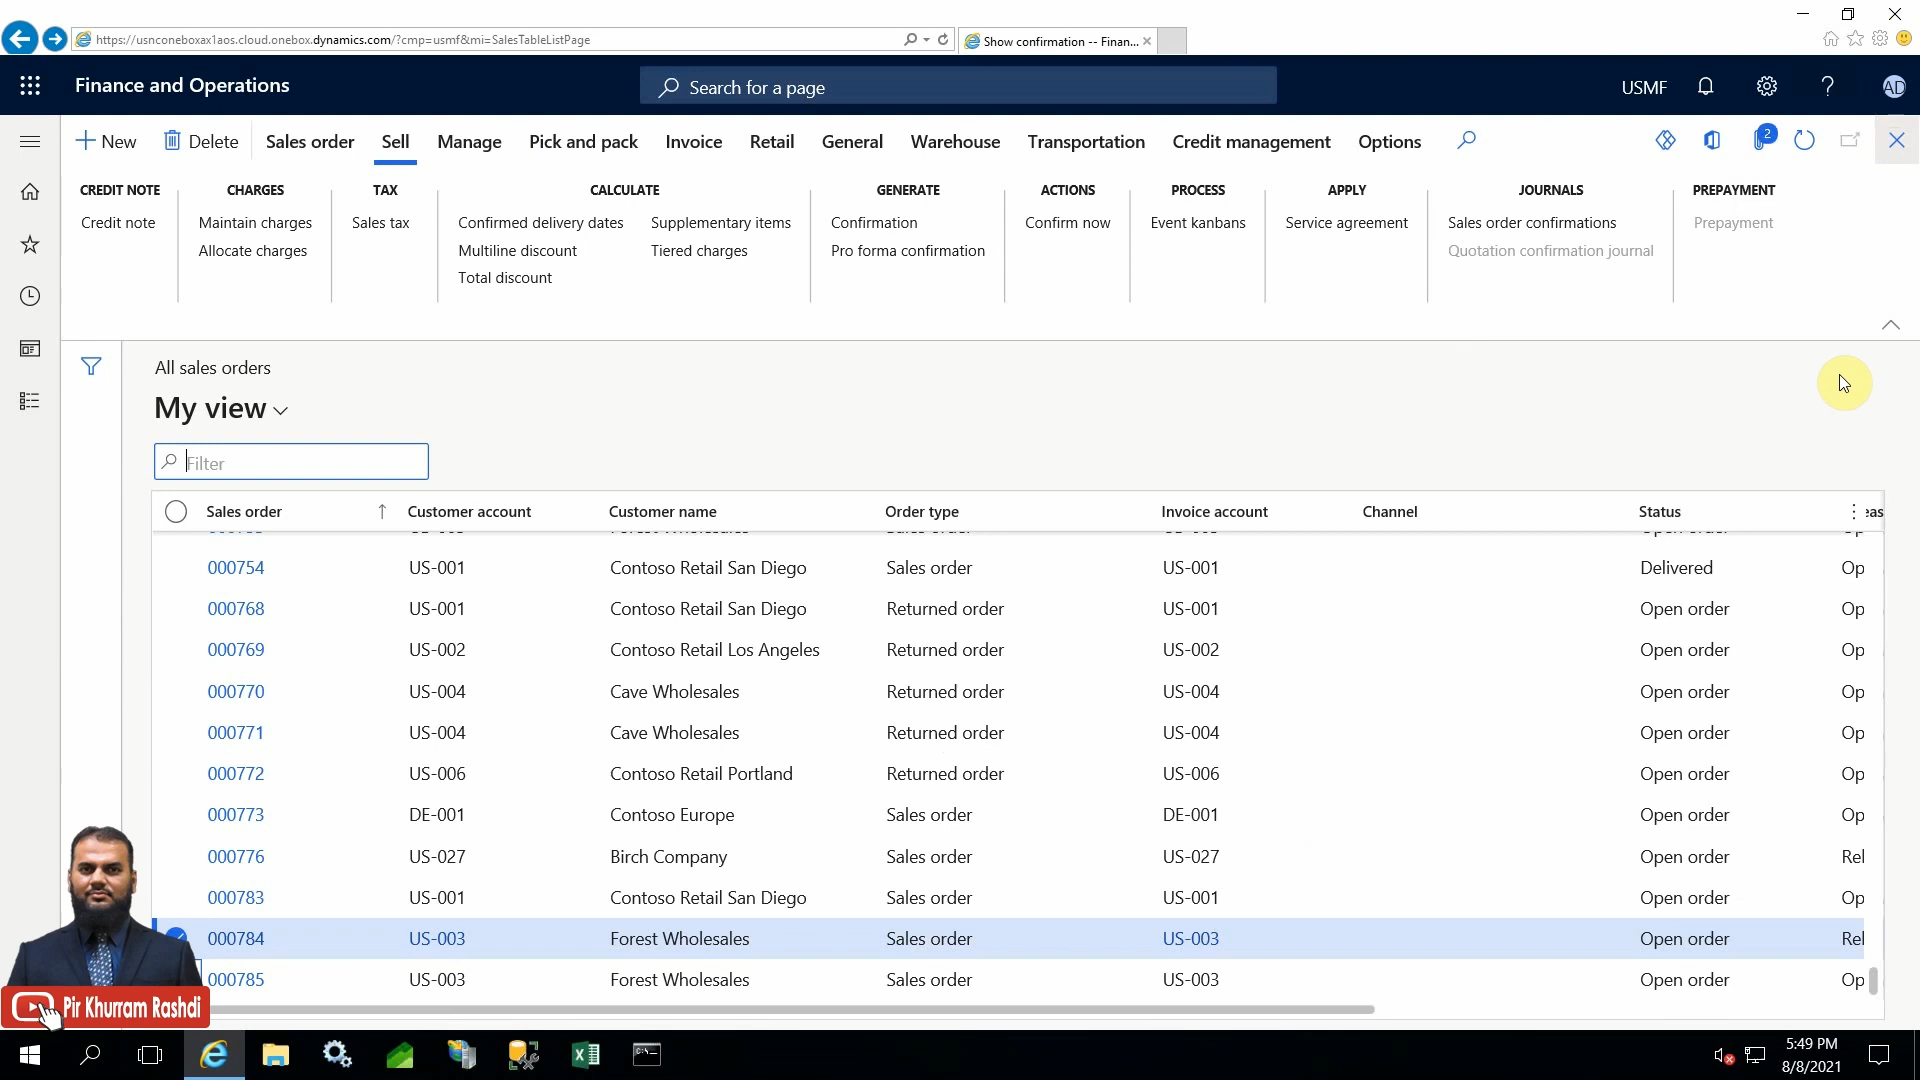 https://usnconeboxax1aos.cloud.onebox.dynamics.com/?cmp=usmf&mi=SalesTableListPage
Show confirmation -- Finan...
Finance and Operations
Search for a page
USMF
AD
New
Delete
Sales order
Sell
Manage
Pick and pack
Invoice
Retail
General
Warehouse
Transportation
Credit management
Options
2
CREDIT NOTE
CHARGES
TAX
CALCULATE
GENERATE
ACTIONS
PROCESS
APPLY
JOURNALS
PREPAYMENT
Credit note
Maintain charges
Sales tax
Confirmed delivery dates
Supplementary items
Confirmation
Confirm now
Event kanbans
Service agreement
Sales order confirmations
Prepayment
Allocate charges
Multiline discount
Tiered charges
Pro forma confirmation
Quotation confirmation journal
Total discount
All sales orders
My view
Filter
Sales order Customer account Customer name Order type Invoice account Channel Status eas
000754 US-001 Contoso Retail San Diego Sales order US-001 Delivered Op
000768 US-001 Contoso Retail San Diego Returned order US-001 Open order Op
000769 US-002 Contoso Retail Los Angeles Returned order US-002 Open order Op
000770 US-004 Cave Wholesales Returned order US-004 Open order Op
000771 US-004 Cave Wholesales Returned order US-004 Open order Op
000772 US-006 Contoso Retail Portland Returned order US-006 Open order Op
000773 DE-001 Contoso Europe Sales order DE-001 Open order Op
000776 US-027 Birch Company Sales order US-027 Open order Rel
000783 US-001 Contoso Retail San Diego Sales order US-001 Open order Op
000784 US-003 Forest Wholesales Sales order US-003 Open order Rel
000785 US-003 Forest Wholesales Sales order US-003 Open order Op
Pir Khurram Rashdi
5:49 PM
8/8/2021